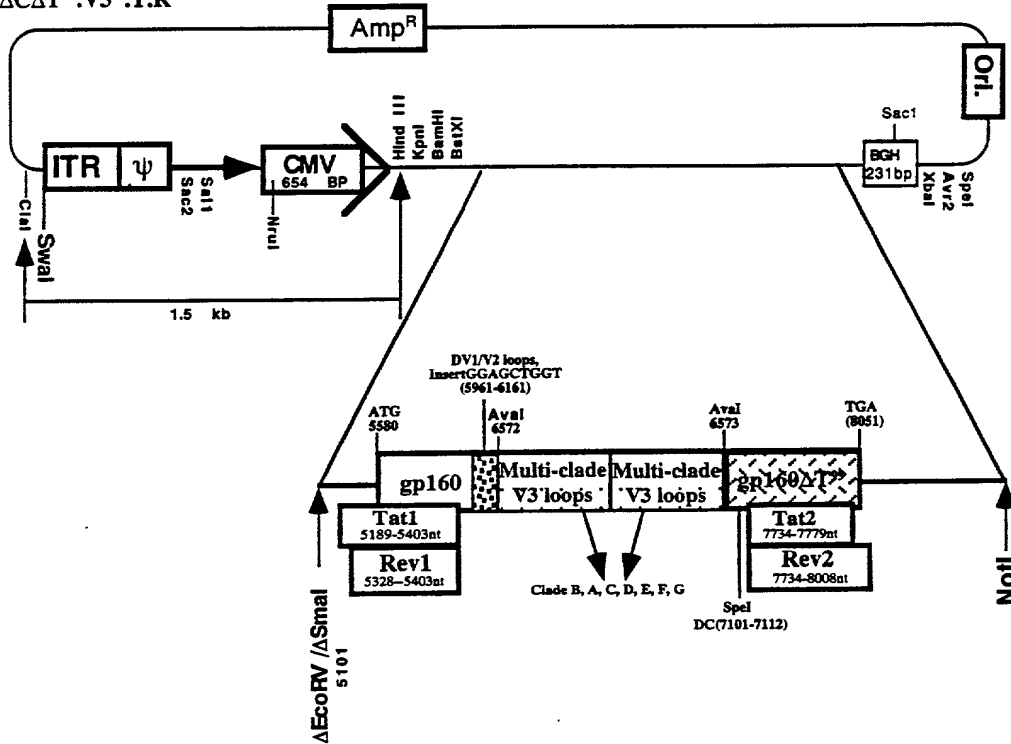 Amp^R
Ori.
Hind III
KpnI
BamHI
BstXI
Sac1
ITR
ψ
CMV
654 BP
BGH
231bp
ClaI
SwaI
Sac2
Sal1
NruI
XbaI
Avr2
SpeI
1.5 kb
DV1/V2 loops,
InsertGGAGCTGGT
(5961-6161)
ATG
5580
AvaI
6572
AvaI
6573
TGA
(8051)
gp160
Multi-clade
V3 loops
Multi-clade
V3 loops
Tat1
5189-5403nt
Tat2
7734-7779nt
Rev1
5328--5403nt
Rev2
7734-8008nt
Clade B, A, C, D, E, F, G
SpeI
DC(7101-7112)
ΔEcoRV /ΔSmaI
5101
NotI